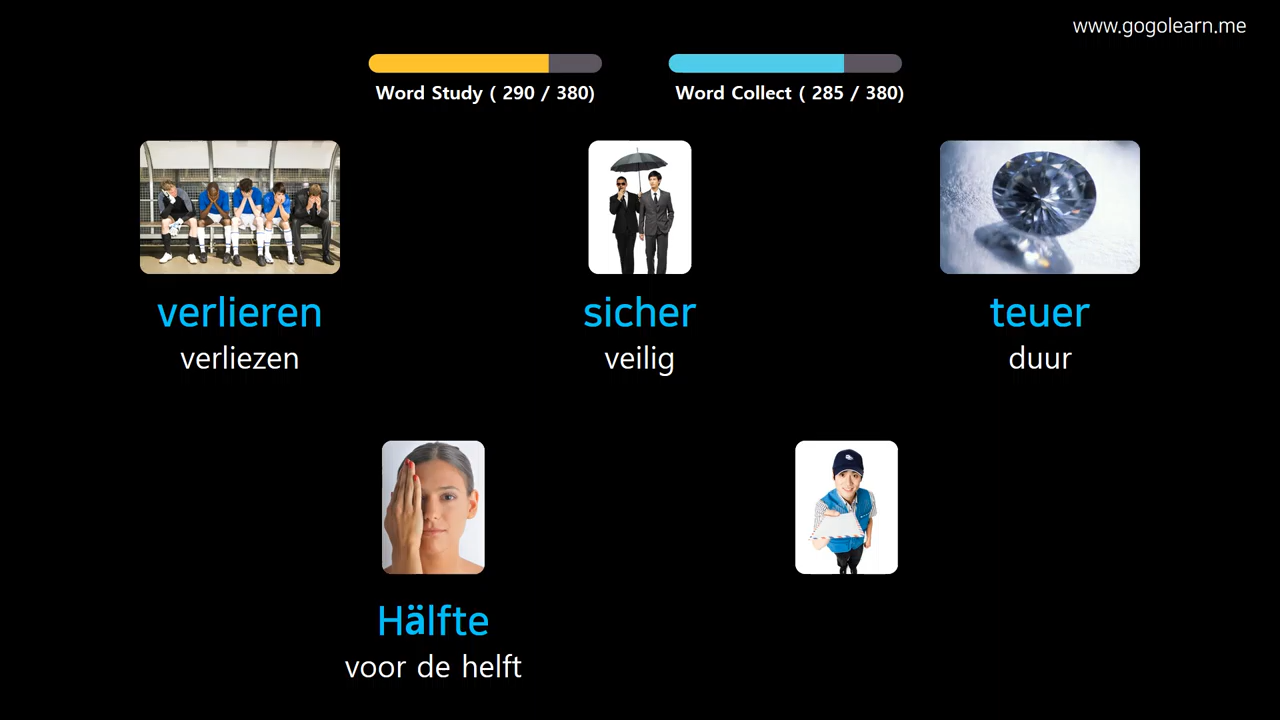 www.gogolearn.me
Word Study ( 290 / 380)
Word Collect ( 285 / 380)
verlieren
verliezen
sicher
veilig
teuer
duur
Hälfte
voor de helft